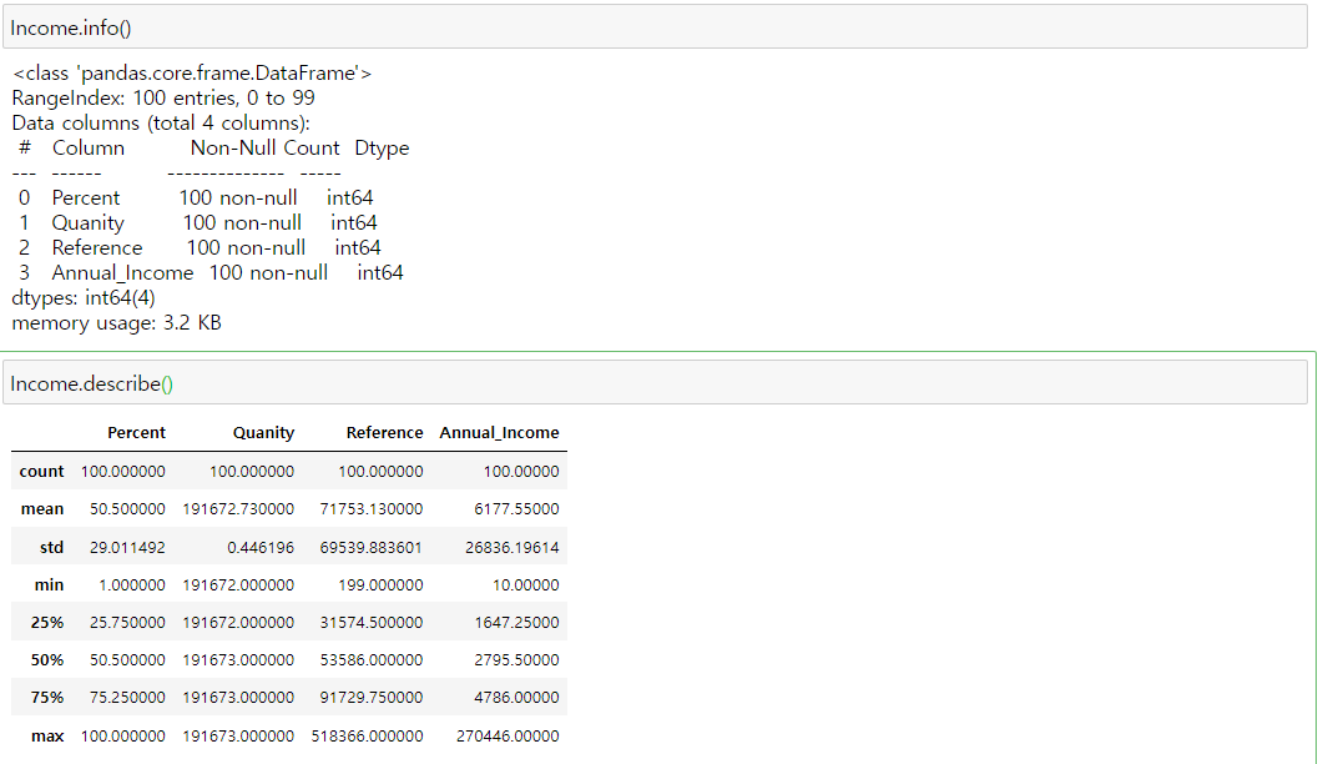 Income.info()
<class 'pandas.core.frame.DataFrame'>
RangeIndex: 100 entries, 0 to 99
Data columns (total 4 columns):
# Column Non-Null Count Dtype
--- ------ -------------- -----
0 Percent 100 non-null int64
1 Quanity 100 non-null int64
2 Reference 100 non-null int64
3 Annual_Income 100 non-null int64
dtypes: int64(4)
memory usage: 3.2 KB
Income.describe()
Percent Quanity Reference Annual_Income
count 100.000000 100.000000 100.000000 100.00000
mean 50.500000 191672.730000 71753.130000 6177.55000
std 29.011492 0.446196 69539.883601 26836.19614
min 1.000000 191672.000000 199.000000 10.00000
25% 25.750000 191672.000000 31574.500000 1647.25000
50% 50.500000 191673.000000 53586.000000 2795.50000
75% 75.250000 191673.000000 91729.750000 4786.00000
max 100.000000 191673.000000 518366.000000 270446.00000